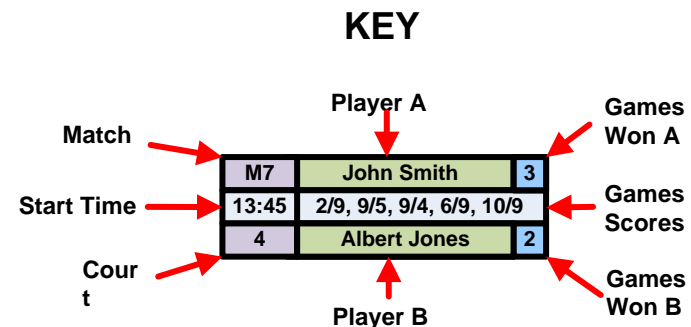 KEY
Player A
Games
Won A
Match
M7 John Smith 3
Start Time 13:45 2/9, 9/5, 9/4, 6/9, 10/9 Games
Scores
4 Albert Jones 2
Cour
t
Games
Won B
Player B